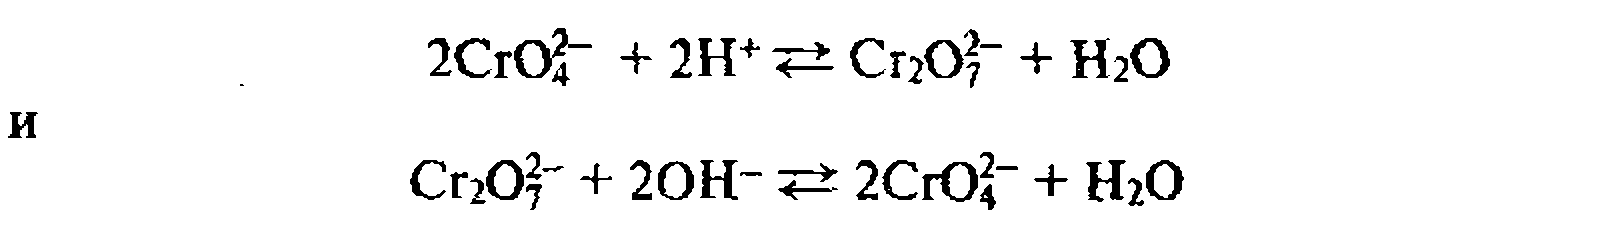 2CrO₄²⁻ + 2H⁺ ⇄ Cr₂O₇²⁻ + H₂O
и
Cr₂O₇²⁻ + 2OH⁻ ⇄ 2CrO₄²⁻ + H₂O